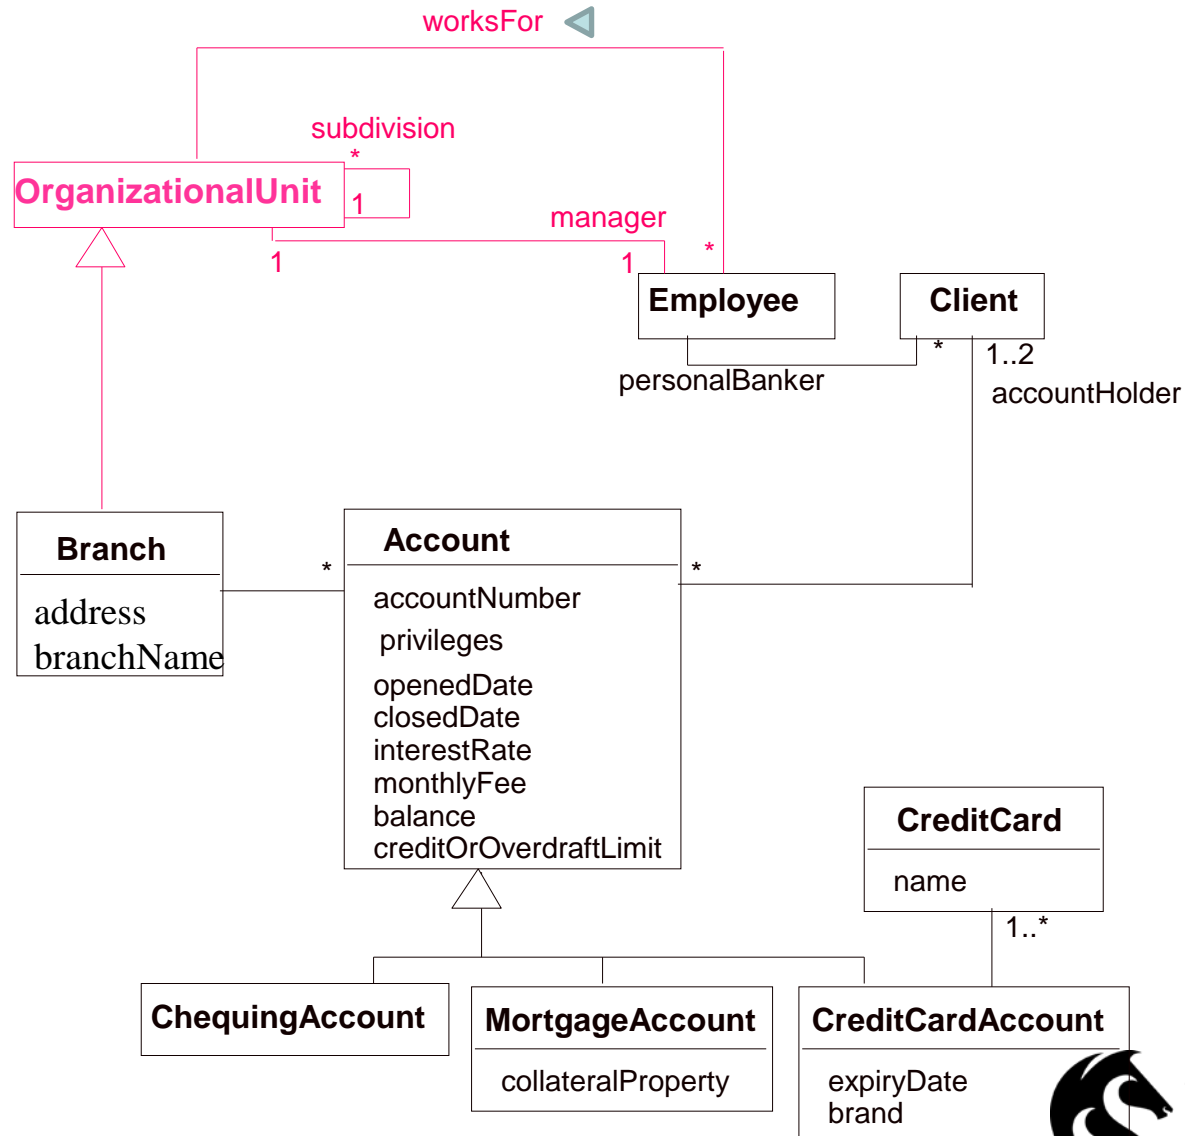 worksFor
subdivision
*
OrganizationalUnit
1
manager
1
1
*
Employee
Client
*
1..2
personalBanker
accountHolder
Branch
address
branchName
*
Account
*
accountNumber
privileges
openedDate
closedDate
interestRate
monthlyFee
balance
creditOrOverdraftLimit
CreditCard
name
1..*
ChequingAccount
MortgageAccount
collateralProperty
CreditCardAccount
expiryDate
brand